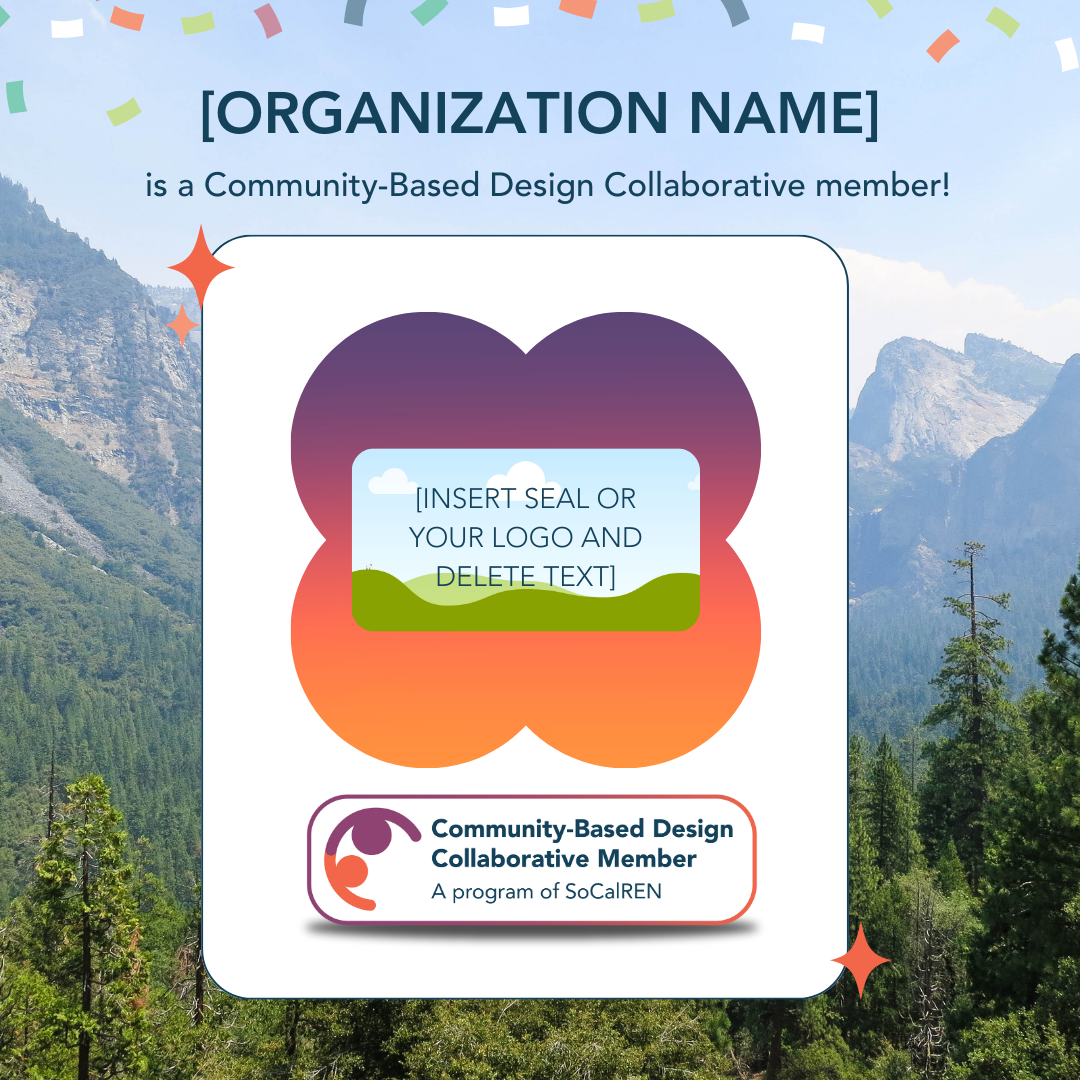 [ORGANIZATION NAME]
is a Community-Based Design Collaborative member!
[INSERT SEAL OR
YOUR LOGO AND
DELETE TEXT]
Community-Based Design
Collaborative Member
A program of SoCalREN